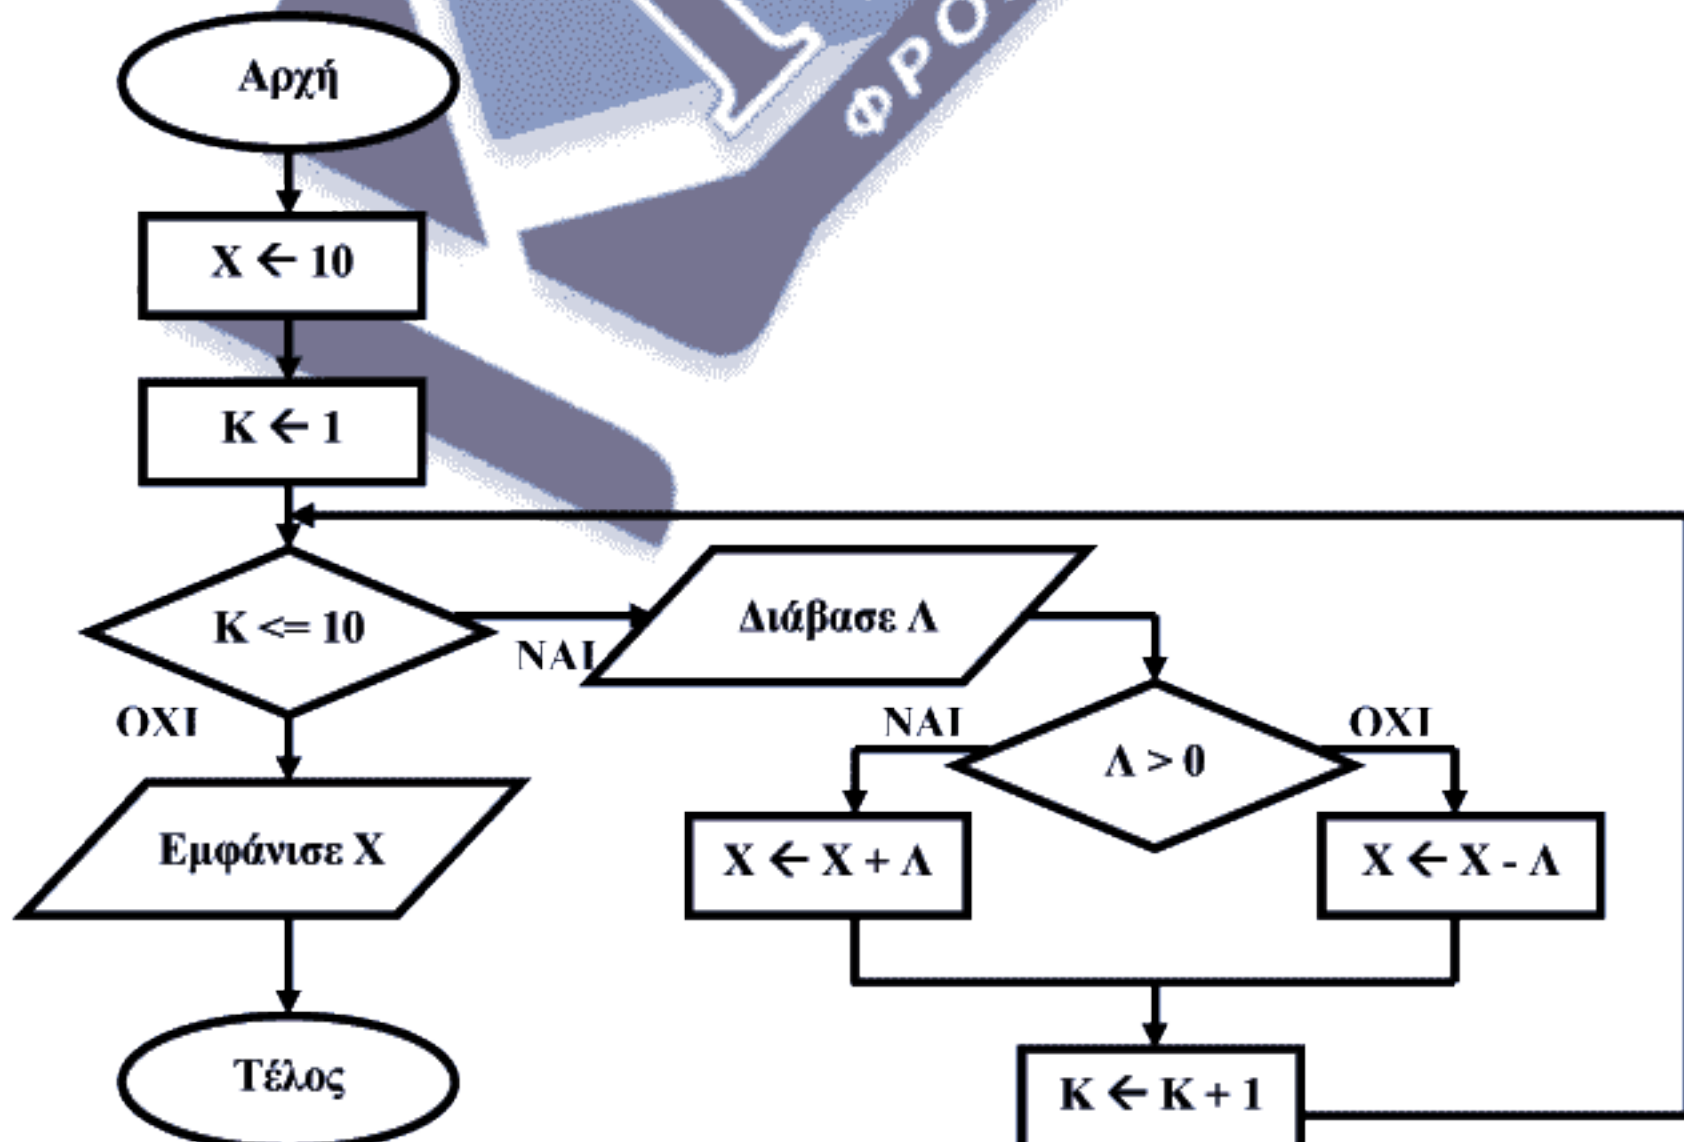 Αρχή
Χ ← 10
Κ ← 1
Κ <= 10
ΝΑΙ
Διάβασε Λ
ΟΧΙ
ΝΑΙ
Λ > 0
ΟΧΙ
Εμφάνισε Χ
Χ ← Χ + Λ
Χ ← Χ - Λ
Τέλος
Κ ← Κ + 1